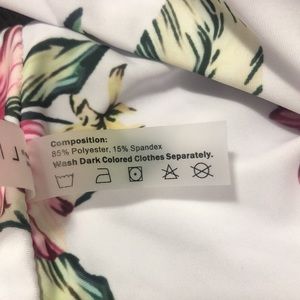 Composition:
85% Polyester, 15% Spandex
Wash Dark Colored Clothes Separately.